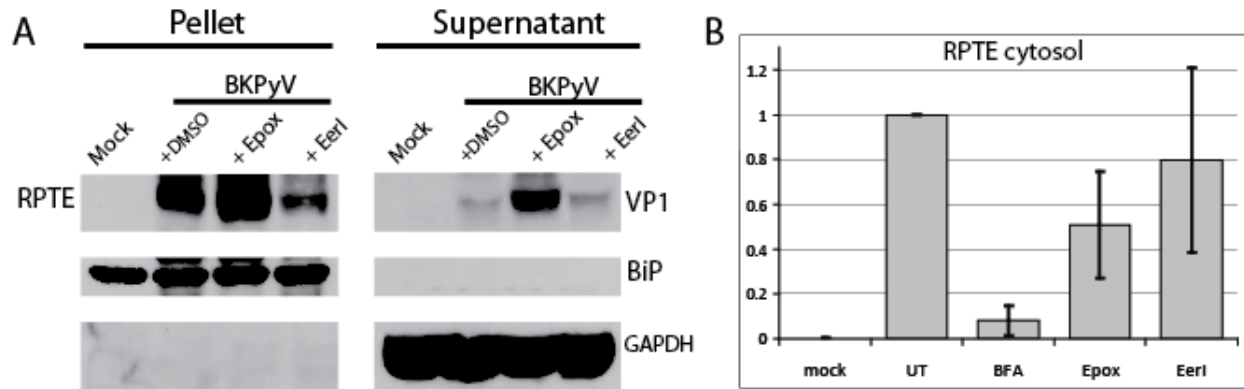 A
Pellet
Supernatant
BKPyV
BKPyV
Mock
+DMSO
+ Epox
+ EerI
Mock
+DMSO
+ Epox
+ EerI
RPTE
VP1
BiP
GAPDH
B
RPTE cytosol
1.2
1
0.8
0.6
0.4
0.2
0
mock
UT
BFA
Epox
EerI